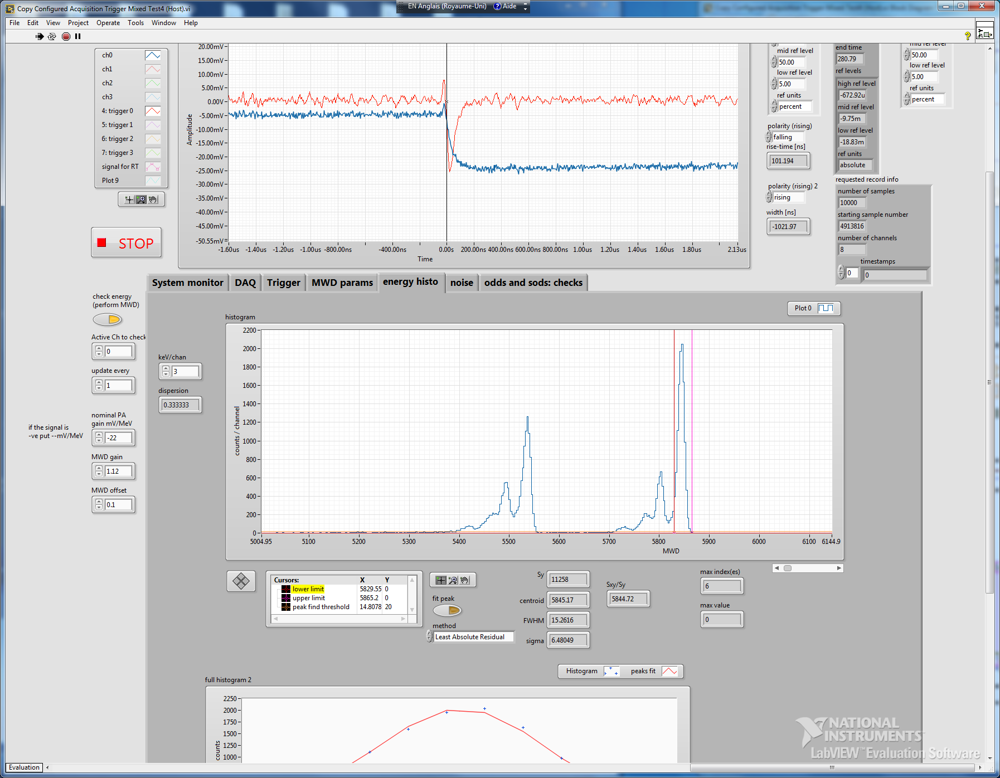 Copy Configured Acquisition Trigger Mixed Test4 (Host).vi
EN Anglais (Royaume-Uni) Aide
File Edit View Project Operate Tools Window Help
ch0
ch1
ch2
ch3
4: trigger 0
5: trigger 1
6: trigger 2
7: trigger 3
signal for RT
Plot 9
STOP
Amplitude
20.00mV
15.00mV
10.00mV
5.00mV
0.00V
-5.00mV
-10.00mV
-15.00mV
-20.00mV
-25.00mV
-30.00mV
-35.00mV
-40.00mV
-45.00mV
-50.55mV
-1.60us -1.40us -1.20us -1.00us -800.00ns -400.00ns 0.00s 200.00ns 400.00ns 600.00ns 800.00ns 1.00us 1.20us 1.40us 1.60us 1.80us 2.13us
Time
mid ref level
50.00
low ref level
5.00
ref units
percent
polarity (rising)
falling
rise-time [ns]
101.194
polarity (rising) 2
rising
width [ns]
-1021.97
end time
280.79
ref levels
high ref level
-672.92u
mid ref level
-9.75m
low ref level
-18.83m
ref units
absolute
requested record info
number of samples
10000
starting sample number
4913816
number of channels
8
timestamps
0
0
mid ref level
50.00
low ref level
5.00
ref units
percent
System monitor DAQ Trigger MWD params energy histo noise odds and sods: checks
check energy
(perform MWD)
Active Ch to check
0
update every
1
nominal PA
gain mV/MeV
if the signal is
-ve put --mV/MeV
-22
MWD gain
1.12
MWD offset
0.1
keV/chan
3
dispersion
0.333333
histogram
Plot 0
counts / channel
2200
2000
1800
1600
1400
1200
1000
800
600
400
200
0
5004.95 5100 5200 5300 5400 5500 5600 5700 5800 5900 6000 6100 6144.9
MWD
Cursors: X Y
lower limit 5829.55 0
upper limit 5865.2 0
peak find threshold 14.8078 20
fit peak
method
Least Absolute Residual
Sy 11258
centroid 5845.17
FWHM 15.2616
sigma 6.48049
Sxy/Sy
5844.72
max index(es)
6
max value
0
Histogram peaks fit
full histogram 2
counts
2250
2000
1750
1500
1250
1000
NATIONAL
INSTRUMENTS
LabVIEW™ Evaluation Software
Evaluation